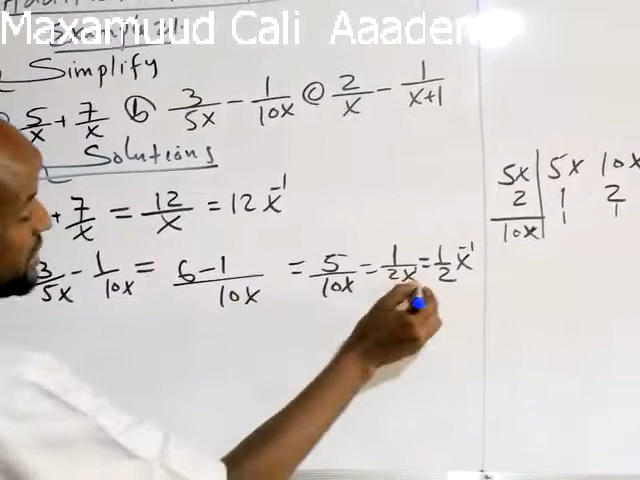 Maxamuud Cali Aaaden
Example
Simplify
5/x + 7/x (b) 3/5x - 1/10x (c) 2/x - 1/x+1
Solutions
+ 7/x = 12/x = 12x⁻¹
3/5x - 1/10x = 6-1/10x = 5/10x = 1/2x = 1/2 x⁻¹
5x | 5x 10x
2 | 1 2
10x | 1 1